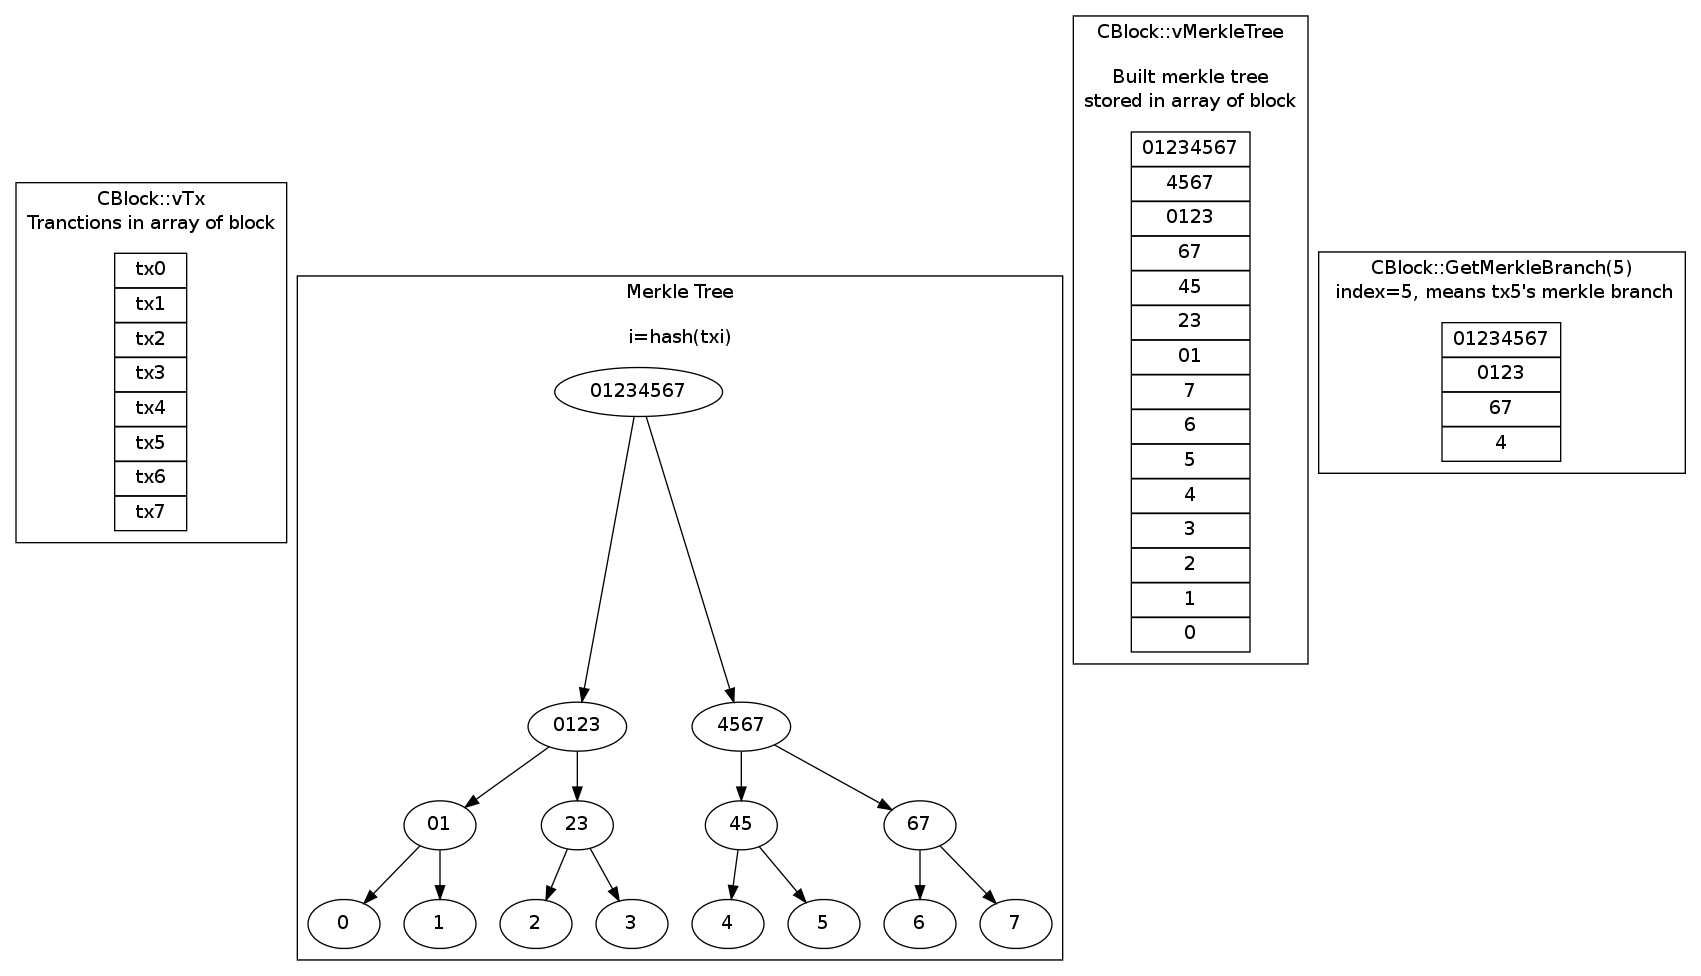 CBlock::vTx
Tranctions in array of block
tx0
tx1
tx2
tx3
tx4
tx5
tx6
tx7
Merkle Tree
i=hash(txi)
01234567
0123
4567
01
23
45
67
0
1
2
3
4
5
6
7
CBlock::vMerkleTree
Built merkle tree
stored in array of block
01234567
4567
0123
67
45
23
01
7
6
5
4
3
2
1
0
CBlock::GetMerkleBranch(5)
index=5, means tx5's merkle branch
01234567
0123
67
4